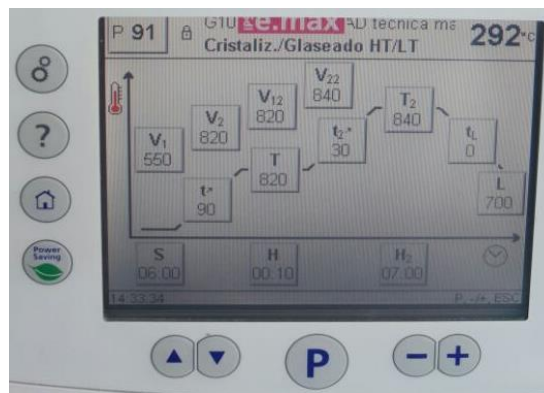 P 91
e.max
CAD tecnica ma
292°C
Cristaliz./Glaseado HT/LT
V22
840
V12
820
V2
820
V1
550
T2
840
t2↗
30
T
820
t↗
90
tL
0
L
700
S
06:00
H
00:10
H2
07:00
14:33:34
P, -/+, ESC
?
Power
Saving
P
- +